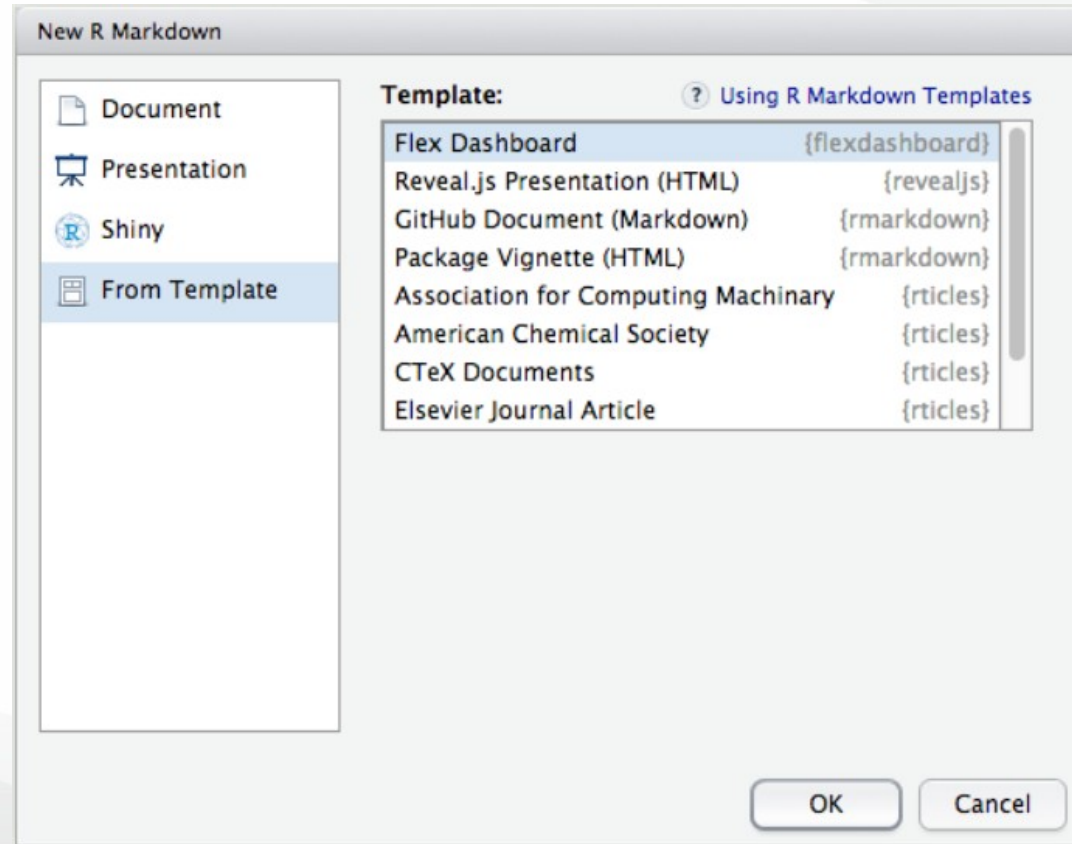 New R Markdown
Document
Presentation
Shiny
From Template
Template:
? Using R Markdown Templates
Flex Dashboard {flexdashboard}
Reveal.js Presentation (HTML) {revealjs}
GitHub Document (Markdown) {rmarkdown}
Package Vignette (HTML) {rmarkdown}
Association for Computing Machinary {rticles}
American Chemical Society {rticles}
CTeX Documents {rticles}
Elsevier Journal Article {rticles}
OK
Cancel